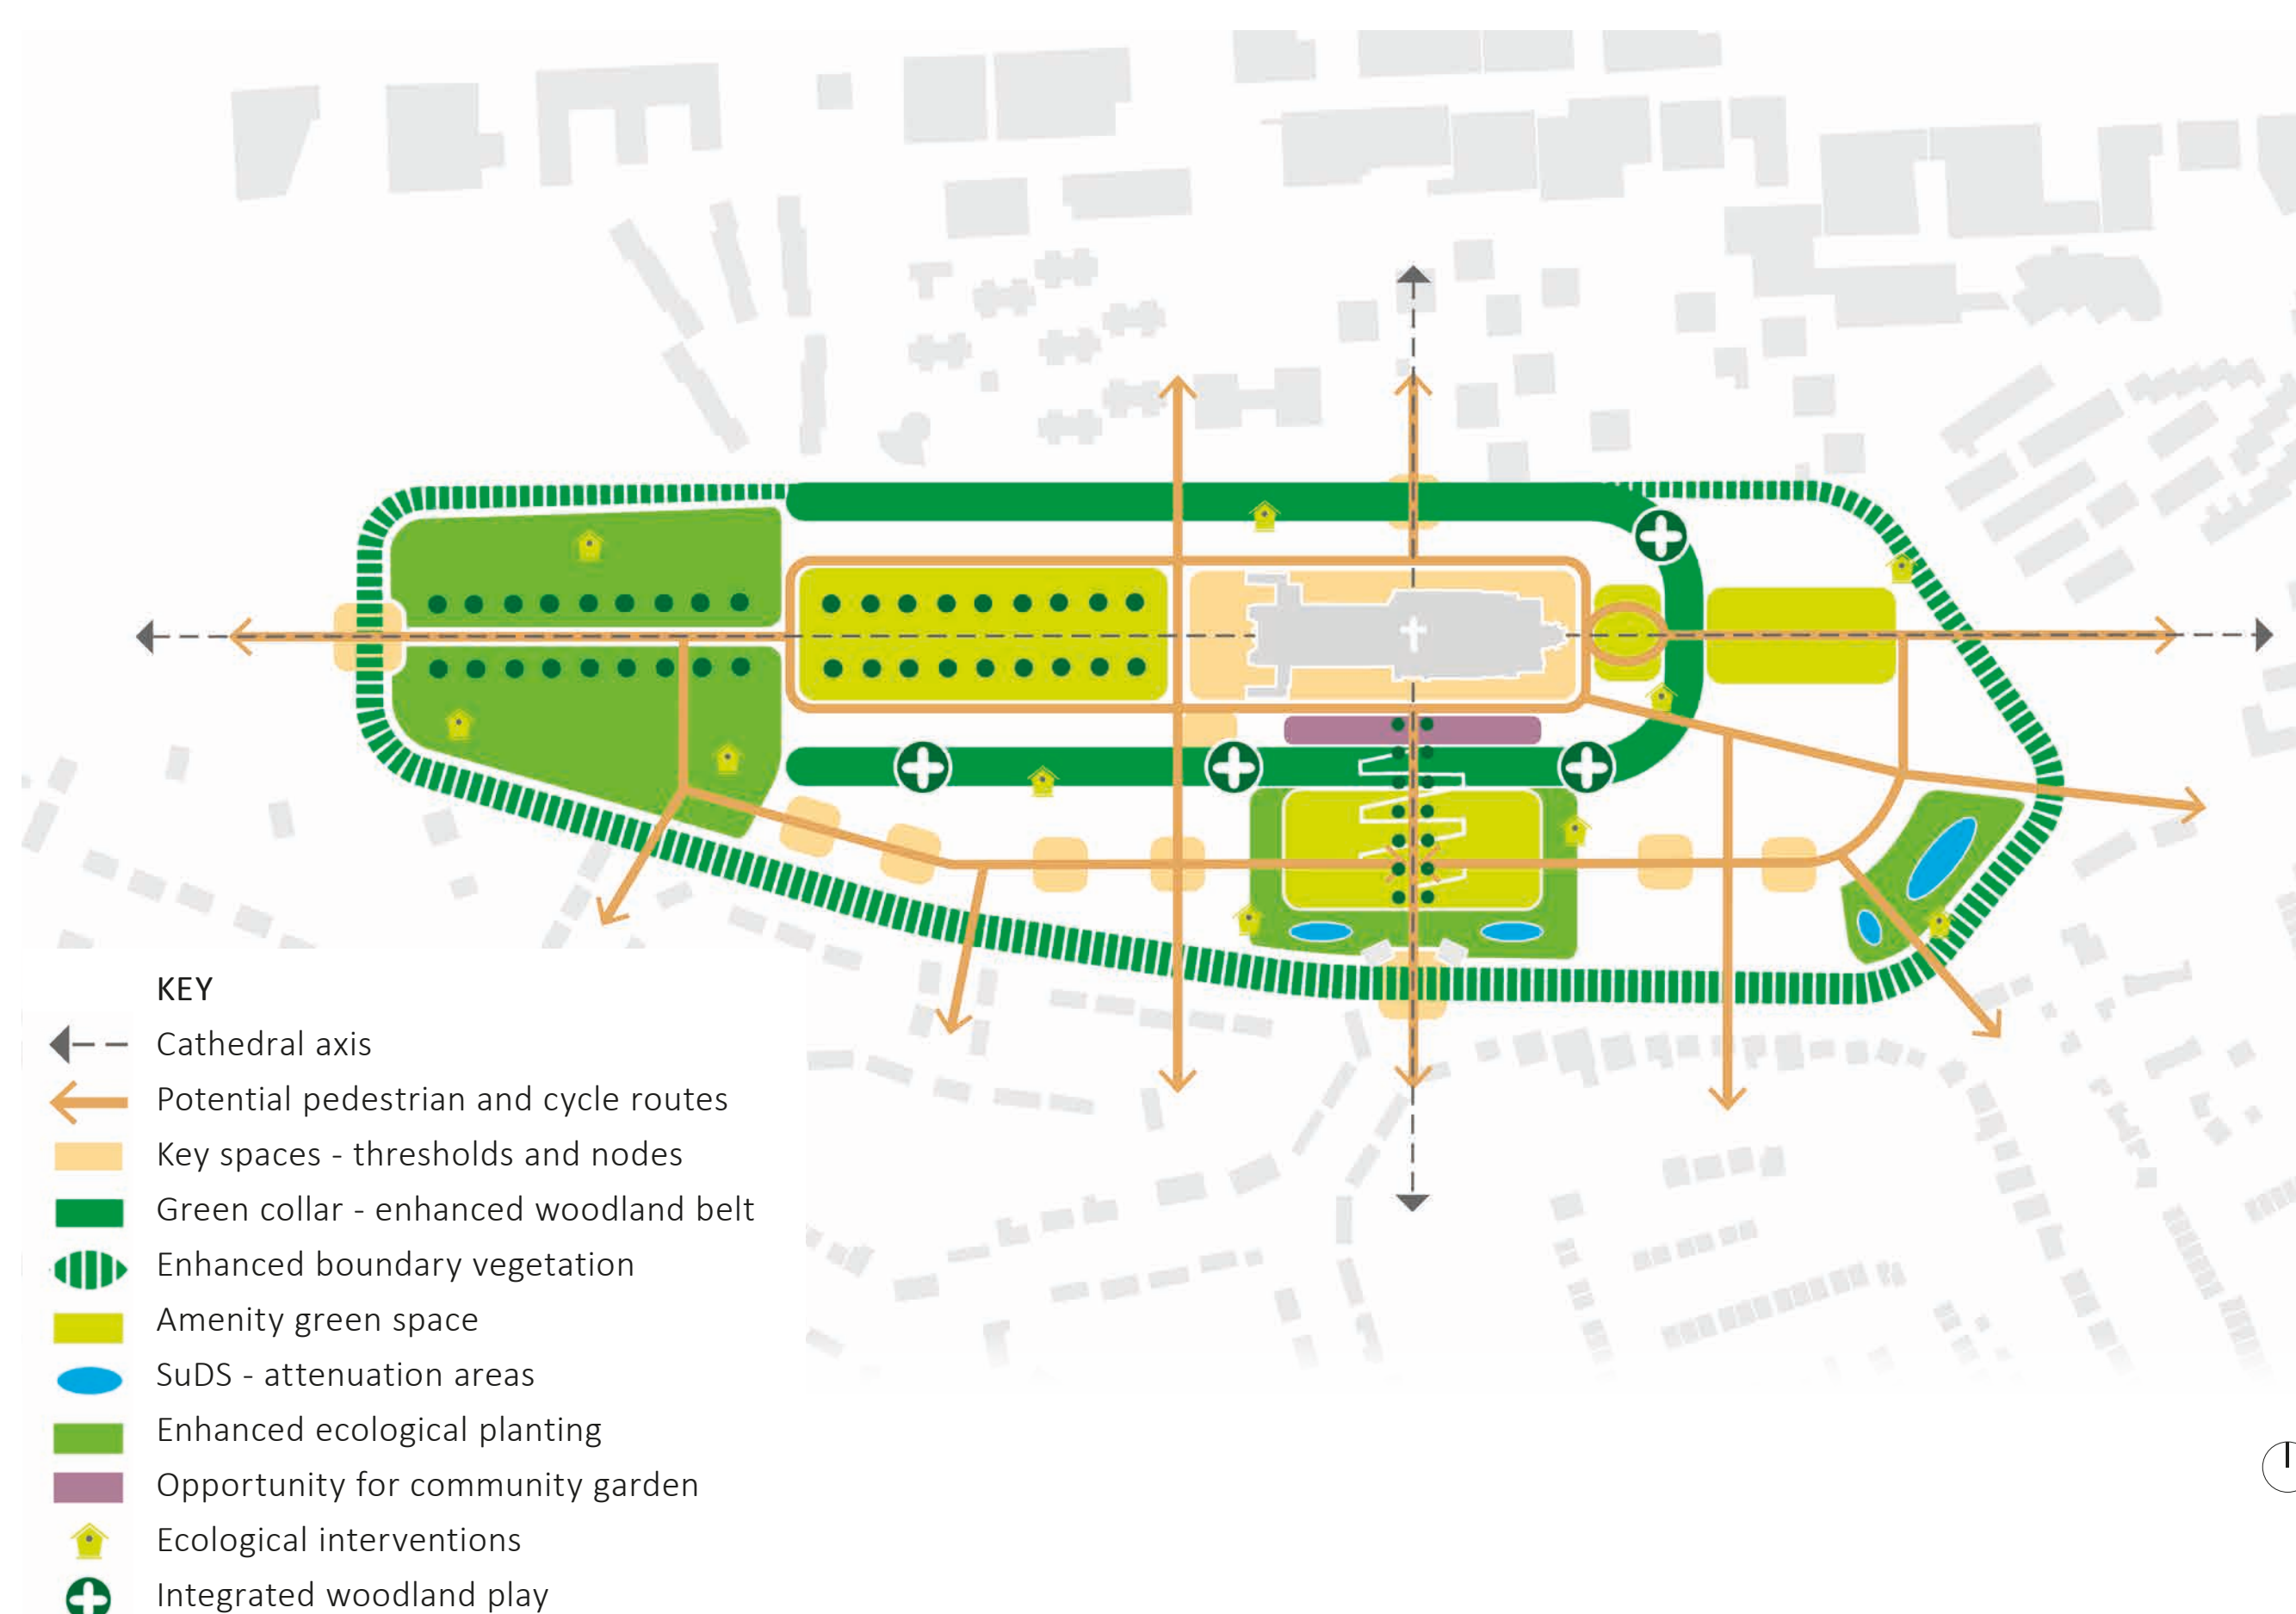 KEY
Cathedral axis
Potential pedestrian and cycle routes
Key spaces - thresholds and nodes
Green collar - enhanced woodland belt
Enhanced boundary vegetation
Amenity green space
SuDS - attenuation areas
Enhanced ecological planting
Opportunity for community garden
Ecological interventions
Integrated woodland play